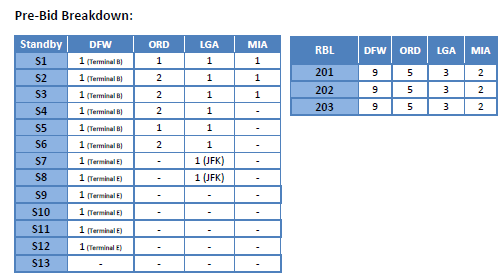 Pre-Bid Breakdown:
Standby DFW ORD LGA MIA
S1 1 (Terminal B) 1 1 1
S2 1 (Terminal B) 2 1 1
S3 1 (Terminal B) 2 1 1
S4 1 (Terminal B) 2 1 -
S5 1 (Terminal B) 1 1 -
S6 1 (Terminal B) 2 1 -
S7 1 (Terminal E) - 1 (JFK) -
S8 1 (Terminal E) - 1 (JFK) -
S9 1 (Terminal E) - - -
S10 1 (Terminal E) - - -
S11 1 (Terminal E) - - -
S12 1 (Terminal E) - - -
S13 - - - -
RBL DFW ORD LGA MIA
201 9 5 3 2
202 9 5 3 2
203 9 5 3 2